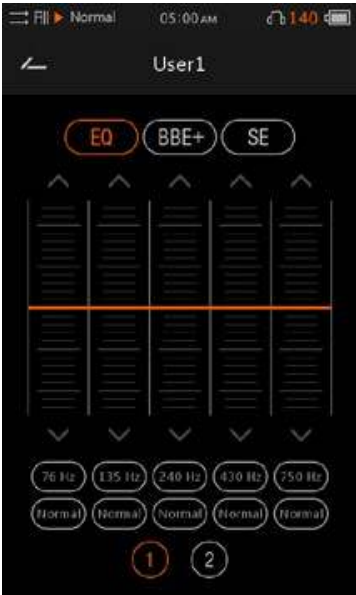 All Normal 05:00 AM 140
User1
EQ BBE+ SE
76 Hz 135 Hz 240 Hz 430 Hz 750 Hz
Normal Normal Normal Normal Normal
1 2